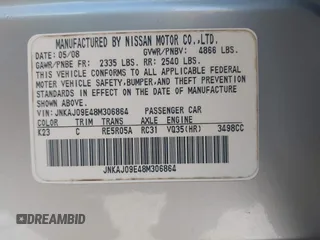 MANUFACTURED BY NISSAN MOTOR CO.,LTD.
DATE: 05/08 GVWR/PNBV: 4866 LBS.
GAWR/PNBE FR: 2335 LBS. RR: 2540 LBS.
THIS VEHICLE CONFORMS TO ALL APPLICABLE
FEDERAL MOTOR VEHICLE
SAFETY, BUMPER, AND THEFT PREVENTION
STANDARDS IN EFFECT ON THE DATE OF
MANUFACTURE SHOWN ABOVE.
VIN: JNKAJ09E48M306864 PASSENGER CAR
COLOR TRIM TRANS AXLE ENGINE
K23 C RE5R05A RC31 VQ35(HR) 3498CC
JNKAJ09E48M306864
© DREAMBID dreambid.com